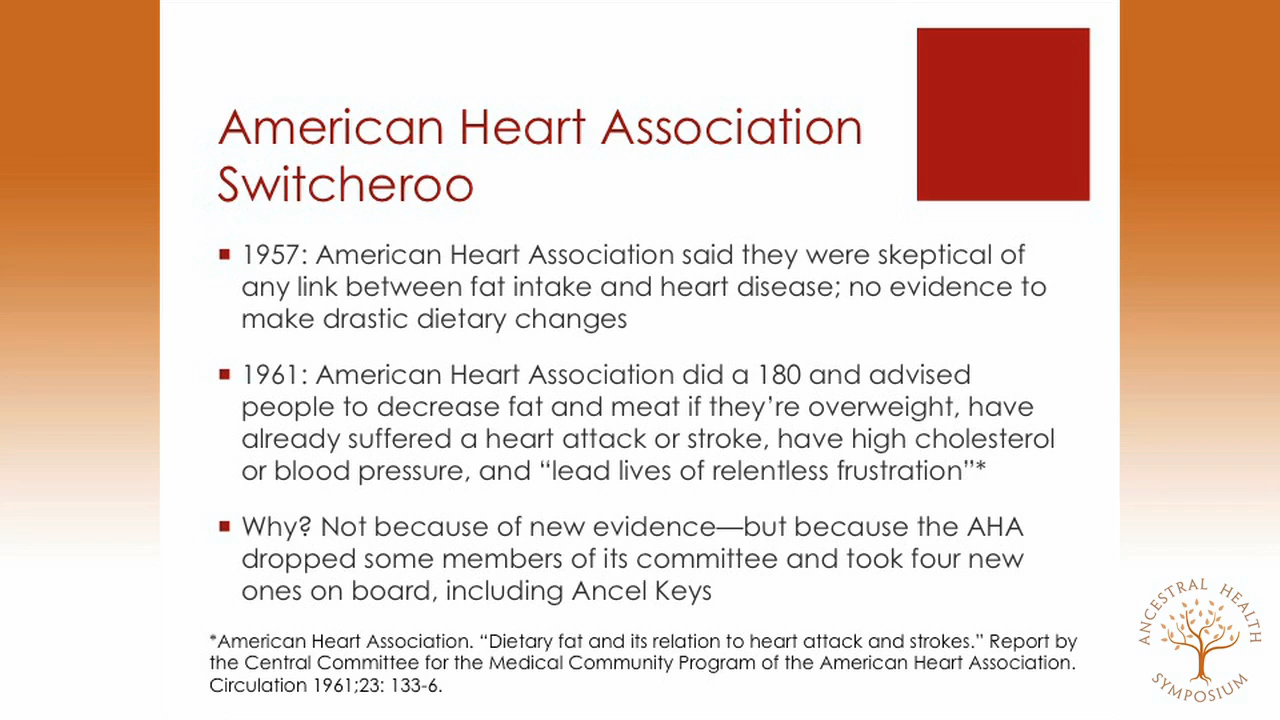 American Heart Association
Switcheroo
▪ 1957: American Heart Association said they were skeptical of
any link between fat intake and heart disease; no evidence to
make drastic dietary changes
▪ 1961: American Heart Association did a 180 and advised
people to decrease fat and meat if they’re overweight, have
already suffered a heart attack or stroke, have high cholesterol
or blood pressure, and “lead lives of relentless frustration”*
▪ Why? Not because of new evidence—but because the AHA
dropped some members of its committee and took four new
ones on board, including Ancel Keys
*American Heart Association. “Dietary fat and its relation to heart attack and strokes.” Report by
the Central Committee for the Medical Community Program of the American Heart Association.
Circulation 1961;23: 133-6.
ANCESTRAL HEALTH
SYMPOSIUM